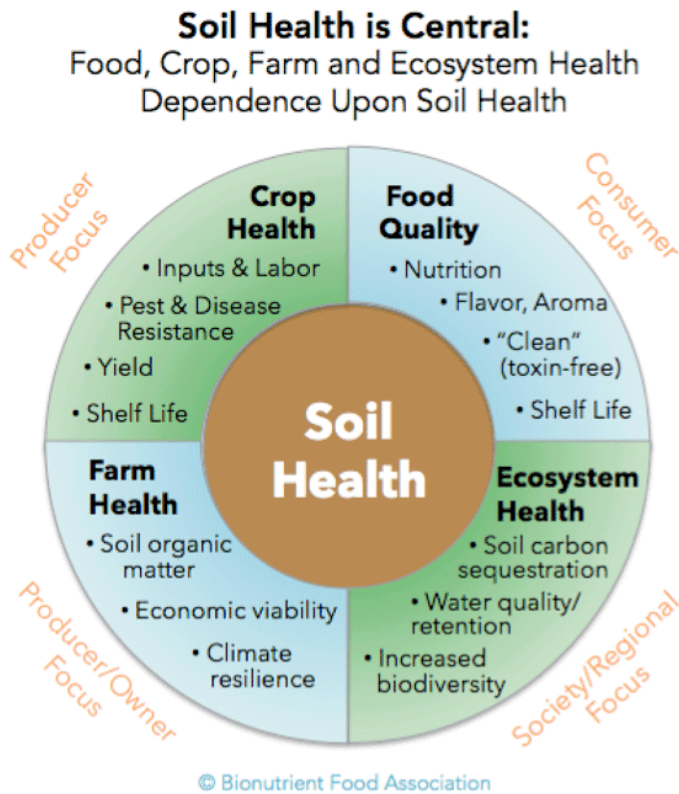 Soil Health is Central:
Food, Crop, Farm and Ecosystem Health
Dependence Upon Soil Health
Producer
Focus
Crop
Health
• Inputs & Labor
• Pest & Disease
Resistance
• Yield
• Shelf Life
Consumer
Focus
Food
Quality
• Nutrition
• Flavor, Aroma
• “Clean”
(toxin-free)
• Shelf Life
Soil
Health
Farm
Health
• Soil organic
matter
• Economic viability
• Climate
resilience
Producer/Owner
Focus
Ecosystem
Health
• Soil carbon
sequestration
• Water quality/
retention
• Increased
biodiversity
Society/Regional
Focus
© Bionutrient Food Association